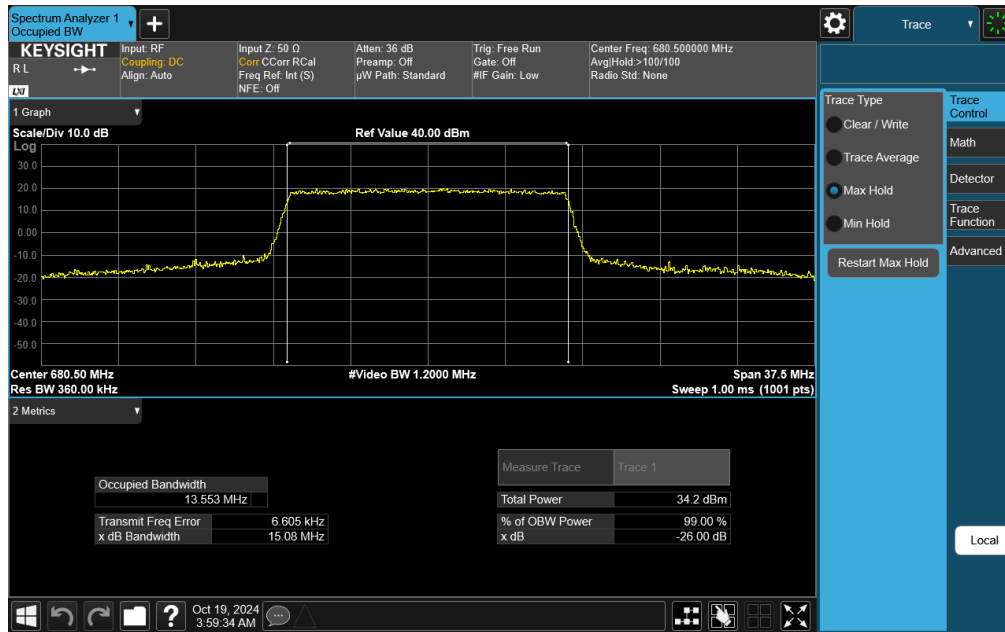 Spectrum Analyzer 1
Occupied BW
KEYSIGHT
R L
LXI
Input: RF
Coupling: DC
Align: Auto
Input Z: 50 Ω
Corr CCorr RCal
Freq Ref: Int (S)
NFE: Off
Atten: 36 dB
Preamp: Off
µW Path: Standard
Trig: Free Run
Gate: Off
#IF Gain: Low
Center Freq: 680.500000 MHz
Avg|Hold:>100/100
Radio Std: None
1 Graph
Scale/Div 10.0 dB
Ref Value 40.00 dBm
Log
30.0
20.0
10.0
0.00
-10.0
-20.0
-30.0
-40.0
-50.0
Center 680.50 MHz
#Video BW 1.2000 MHz
Span 37.5 MHz
Res BW 360.00 kHz
Sweep 1.00 ms (1001 pts)
2 Metrics
Measure Trace
Trace 1
Occupied Bandwidth
13.553 MHz
Total Power
34.2 dBm
Transmit Freq Error
6.605 kHz
% of OBW Power
99.00 %
x dB Bandwidth
15.08 MHz
x dB
-26.00 dB
?
Oct 19, 2024
3:59:34 AM
Trace
Trace Type
Clear / Write
Trace Average
Max Hold
Min Hold
Restart Max Hold
Trace
Control
Math
Detector
Trace
Function
Advanced
Local